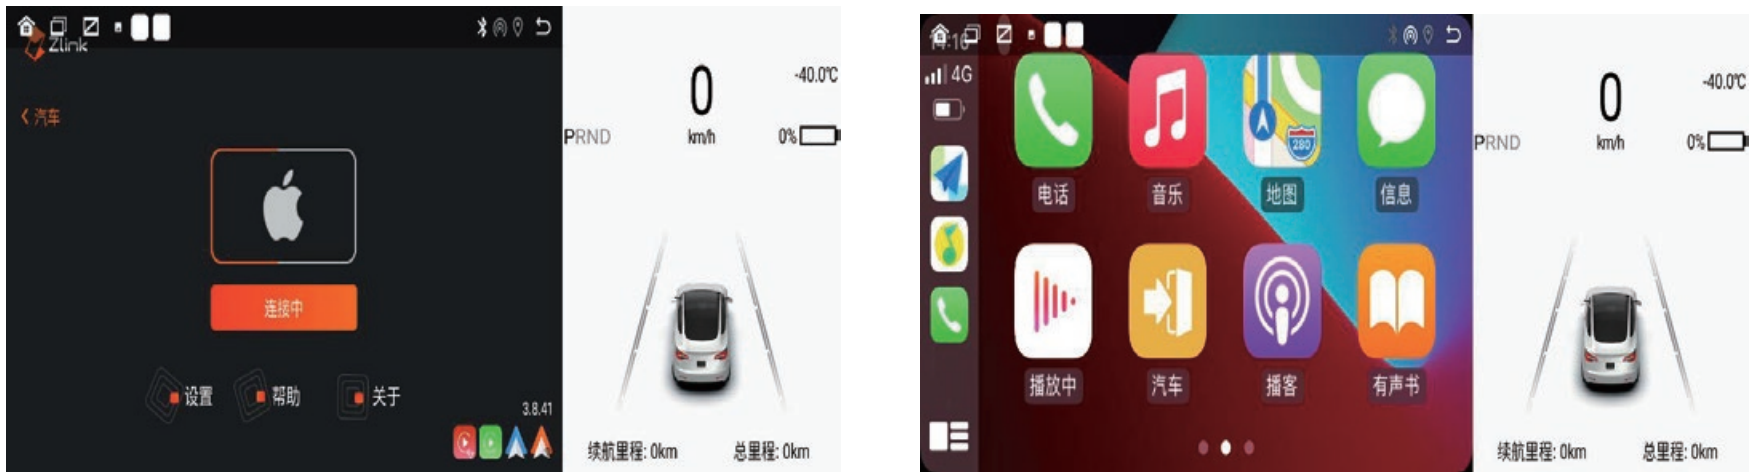 Zlink
汽车
连接中
设置
帮助
关于
3.8.41
0
-40.0℃
PRND
km/h
0%
续航里程: 0km
总里程: 0km
14:16
4G
电话
音乐
280
地图
信息
播放中
汽车
播客
有声书
0
-40.0℃
PRND
km/h
0%
续航里程: 0km
总里程: 0km